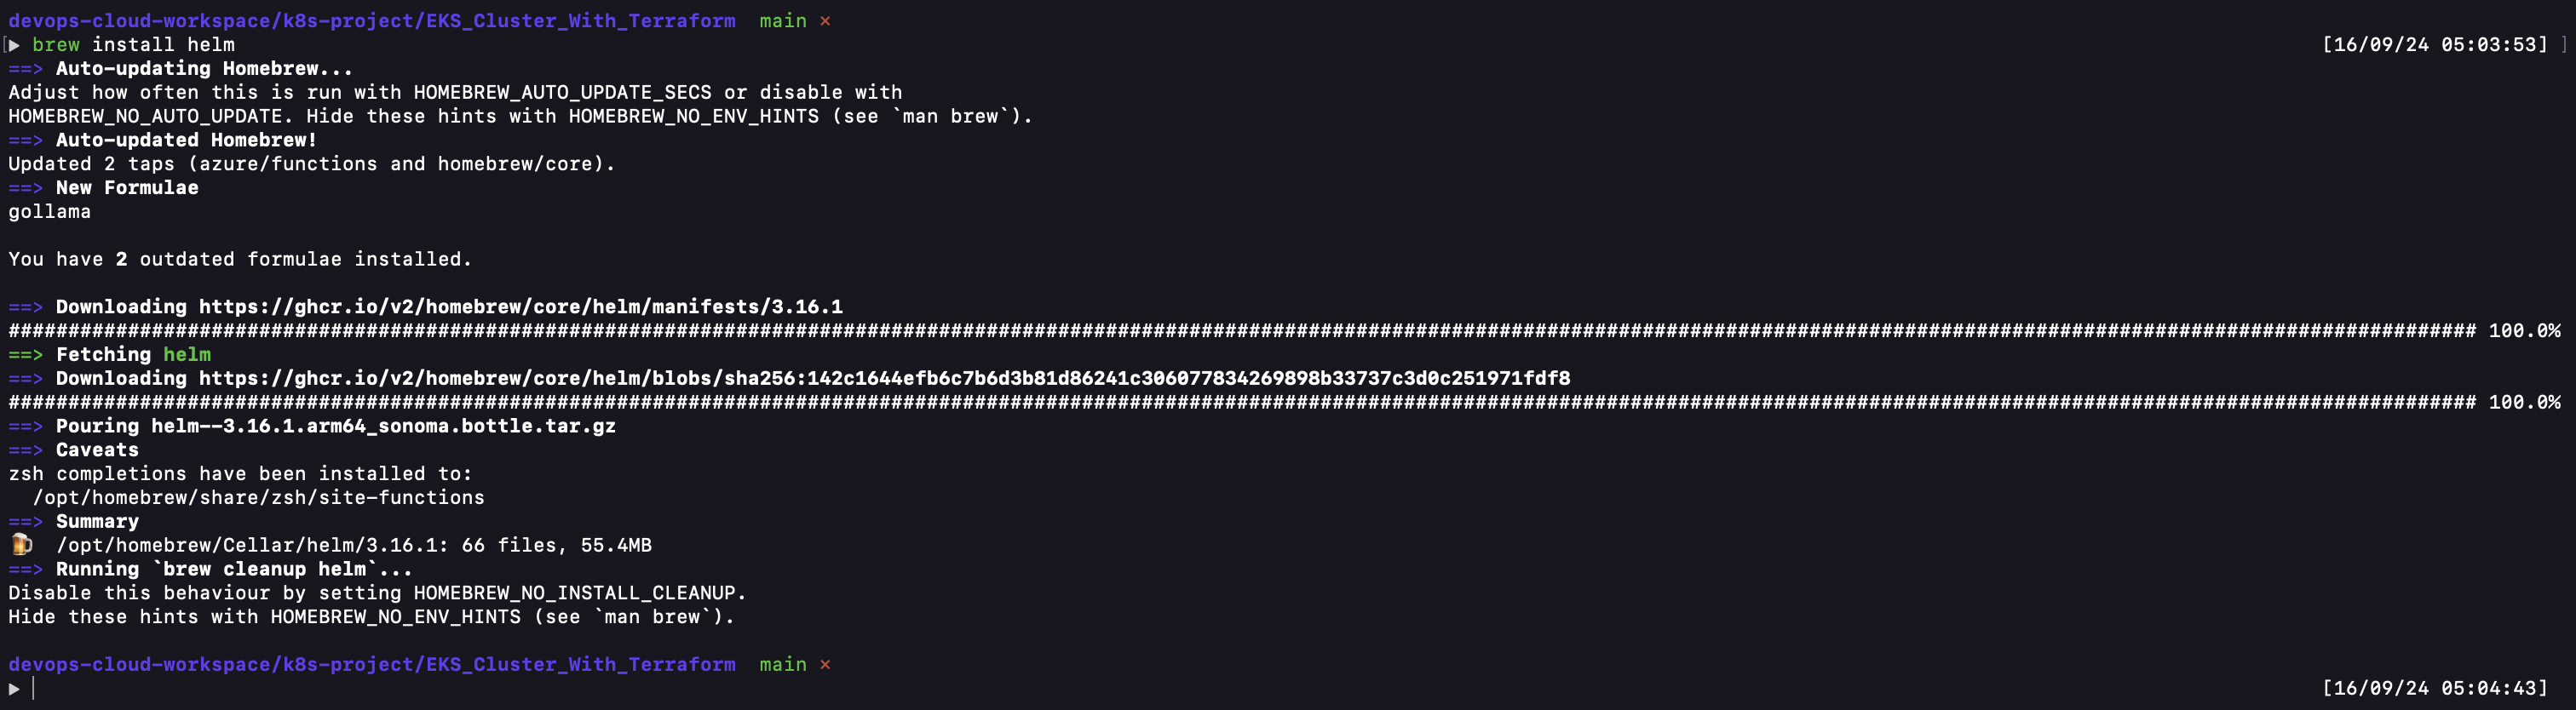 devops-cloud-workspace/k8s-project/EKS_Cluster_With_Terraform  main ×
[▶ brew install helm [16/09/24 05:03:53] ]
==> Auto-updating Homebrew...
Adjust how often this is run with HOMEBREW_AUTO_UPDATE_SECS or disable with
HOMEBREW_NO_AUTO_UPDATE. Hide these hints with HOMEBREW_NO_ENV_HINTS (see `man brew`).
==> Auto-updated Homebrew!
Updated 2 taps (azure/functions and homebrew/core).
==> New Formulae
gollama
You have 2 outdated formulae installed.
==> Downloading https://ghcr.io/v2/homebrew/core/helm/manifests/3.16.1
################################################################################################################################################################################################################ 100.0%
==> Fetching helm
==> Downloading https://ghcr.io/v2/homebrew/core/helm/blobs/sha256:142c1644efb6c7b6d3b81d86241c306077834269898b33737c3d0c251971fdf8
################################################################################################################################################################################################################ 100.0%
==> Pouring helm--3.16.1.arm64_sonoma.bottle.tar.gz
==> Caveats
zsh completions have been installed to:
  /opt/homebrew/share/zsh/site-functions
==> Summary
🍺  /opt/homebrew/Cellar/helm/3.16.1: 66 files, 55.4MB
==> Running `brew cleanup helm`...
Disable this behaviour by setting HOMEBREW_NO_INSTALL_CLEANUP.
Hide these hints with HOMEBREW_NO_ENV_HINTS (see `man brew`).
devops-cloud-workspace/k8s-project/EKS_Cluster_With_Terraform  main ×
▶ [16/09/24 05:04:43]